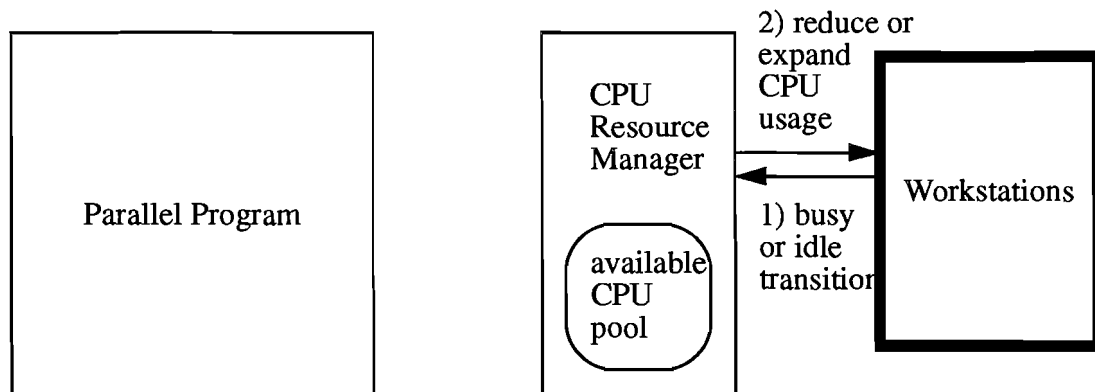 Parallel Program
CPU
Resource
Manager
available
CPU
pool
2) reduce or
expand
CPU
usage
1) busy
or idle
transition
Workstations